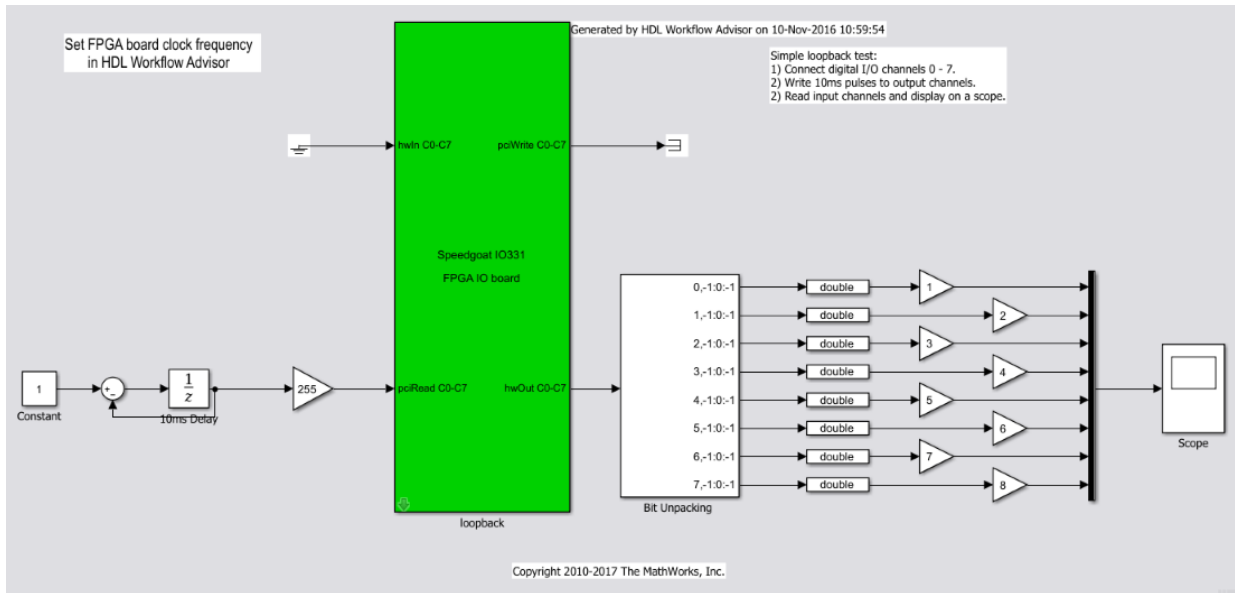 Set FPGA board clock frequency
in HDL Workflow Advisor
Generated by HDL Workflow Advisor on 10-Nov-2016 10:59:54
Simple loopback test:
1) Connect digital I/O channels 0 - 7.
2) Write 10ms pulses to output channels.
2) Read input channels and display on a scope.
hwIn C0-C7
pciWrite C0-C7
Speedgoat IO331
FPGA IO board
pciRead C0-C7
hwOut C0-C7
loopback
1
Constant
+
-
1
z
10ms Delay
255
0,-1:0:-1
1,-1:0:-1
2,-1:0:-1
3,-1:0:-1
4,-1:0:-1
5,-1:0:-1
6,-1:0:-1
7,-1:0:-1
Bit Unpacking
double
1
double
2
double
3
double
4
double
5
double
6
double
7
double
8
Scope
Copyright 2010-2017 The MathWorks, Inc.